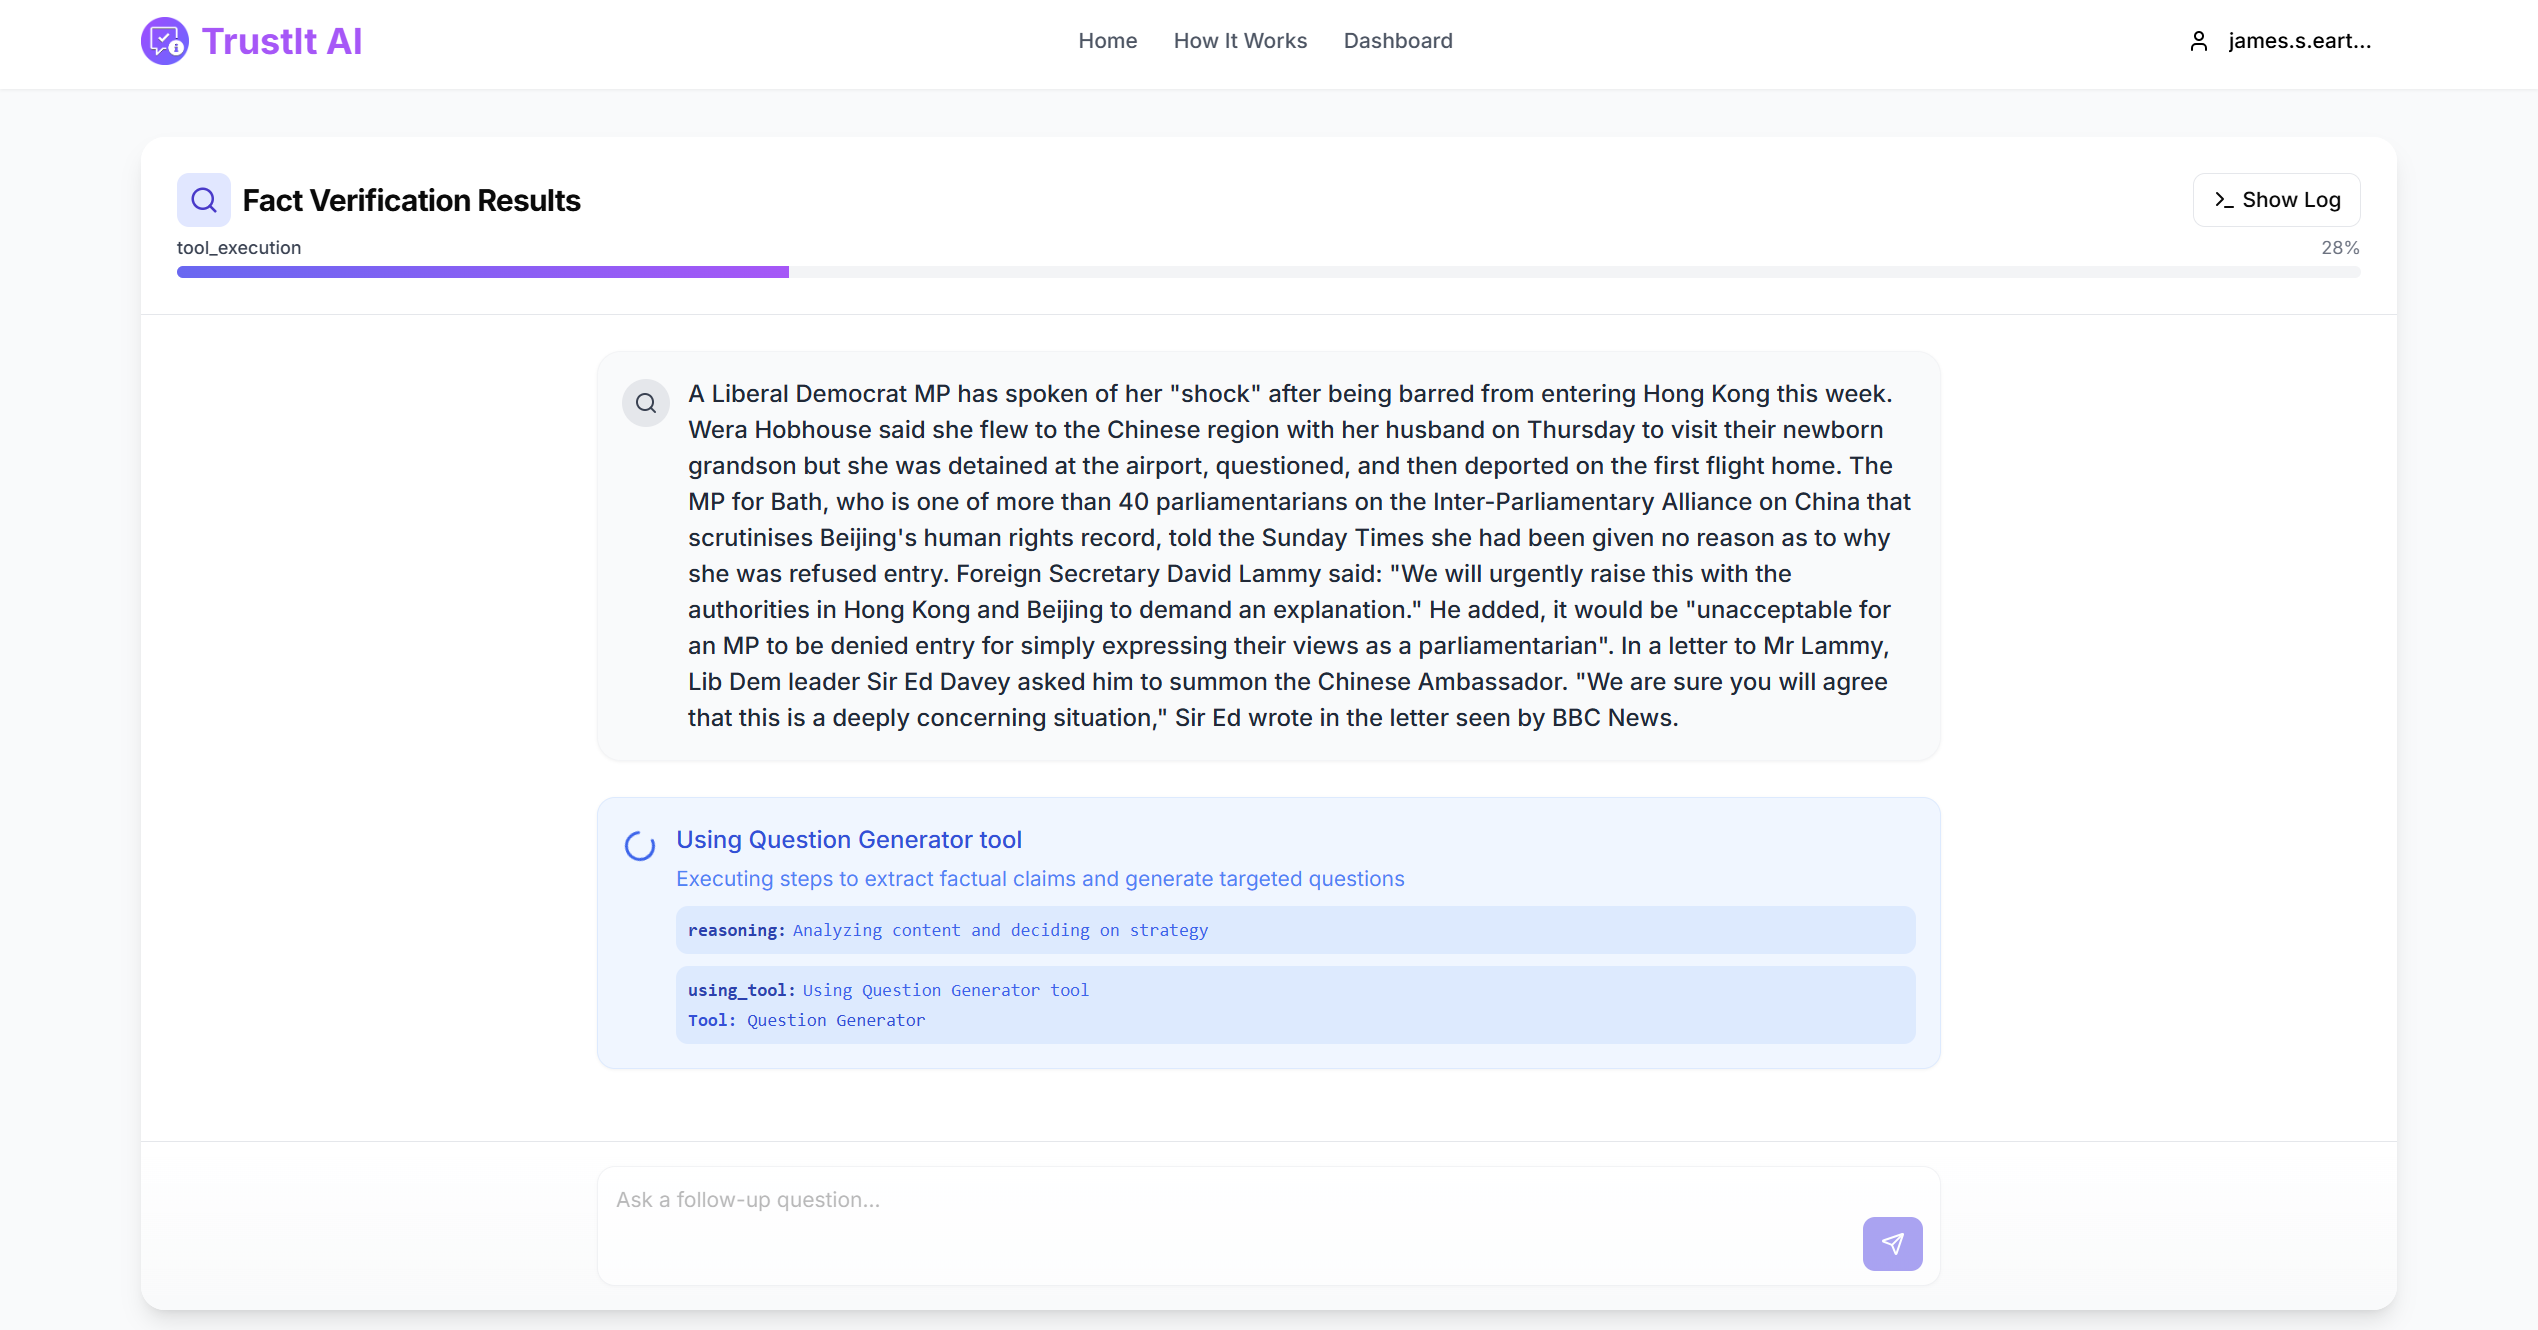 TrustIt AI
Home How It Works Dashboard
james.s.eart...
Fact Verification Results
>_ Show Log
tool_execution
28%
A Liberal Democrat MP has spoken of her "shock" after being barred from entering Hong Kong this week.
Wera Hobhouse said she flew to the Chinese region with her husband on Thursday to visit their newborn
grandson but she was detained at the airport, questioned, and then deported on the first flight home. The
MP for Bath, who is one of more than 40 parliamentarians on the Inter-Parliamentary Alliance on China that
scrutinises Beijing's human rights record, told the Sunday Times she had been given no reason as to why
she was refused entry. Foreign Secretary David Lammy said: "We will urgently raise this with the
authorities in Hong Kong and Beijing to demand an explanation." He added, it would be "unacceptable for
an MP to be denied entry for simply expressing their views as a parliamentarian". In a letter to Mr Lammy,
Lib Dem leader Sir Ed Davey asked him to summon the Chinese Ambassador. "We are sure you will agree
that this is a deeply concerning situation," Sir Ed wrote in the letter seen by BBC News.
Using Question Generator tool
Executing steps to extract factual claims and generate targeted questions
reasoning: Analyzing content and deciding on strategy
using_tool: Using Question Generator tool
Tool: Question Generator
Ask a follow-up question...